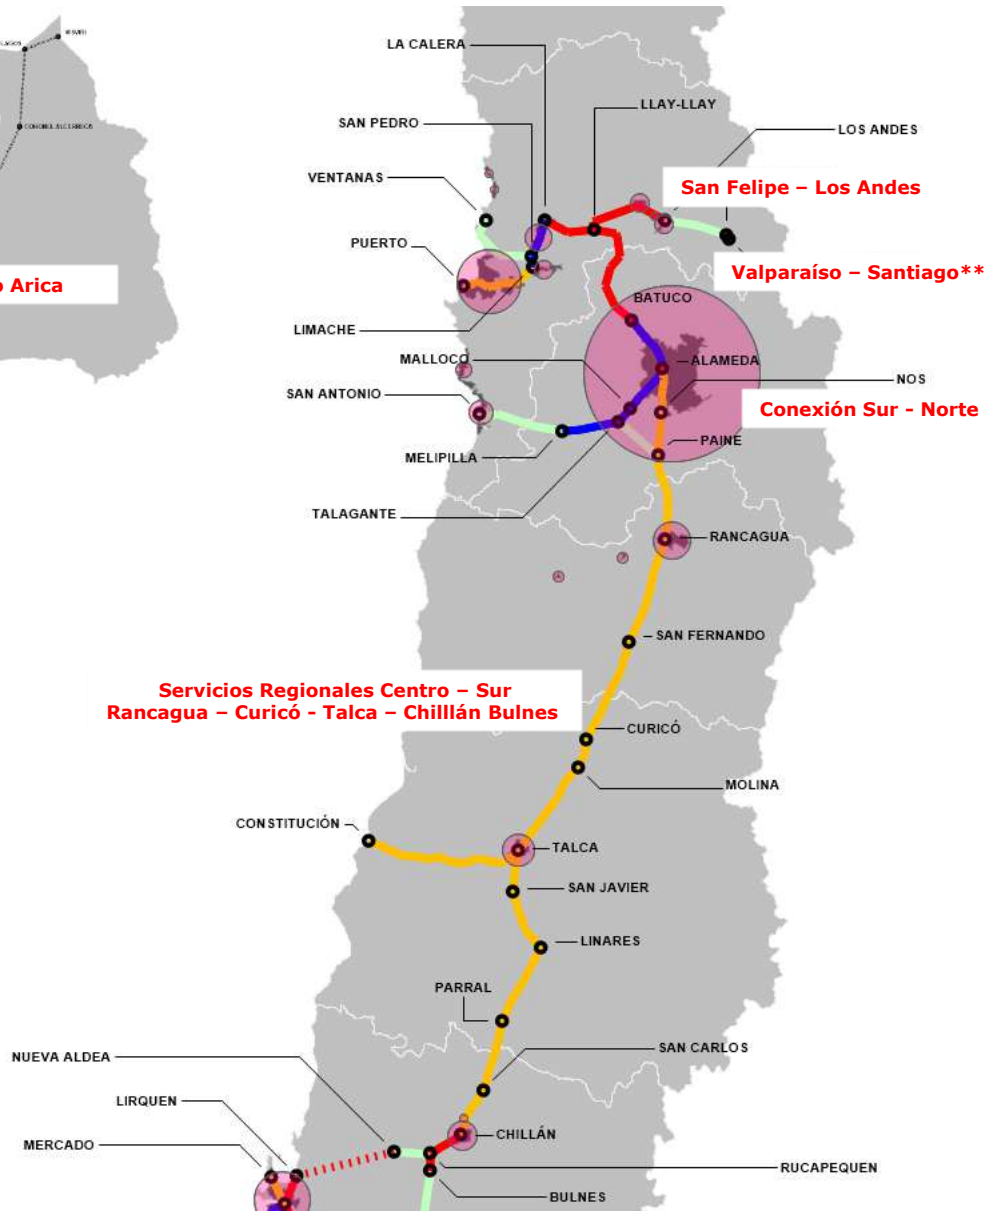 LAGOS
VISVIRI
LA CALERA
LLAY-LLAY
SAN PEDRO
LOS ANDES
VENTANAS
San Felipe – Los Andes
PUERTO
Valparaíso – Santiago**
o Arica
BATUCO
LIMACHE
MALLOCO
ALAMEDA
NOS
SAN ANTONIO
Conexión Sur - Norte
PAINE
MELIPILLA
TALAGANTE
RANCAGUA
SAN FERNANDO
Servicios Regionales Centro – Sur
Rancagua – Curicó - Talca – Chilllán Bulnes
CURICÓ
MOLINA
CONSTITUCIÓN
TALCA
SAN JAVIER
LINARES
PARRAL
SAN CARLOS
NUEVA ALDEA
LIRQUEN
CHILLÁN
MERCADO
RUCAPEQUEN
BULNES